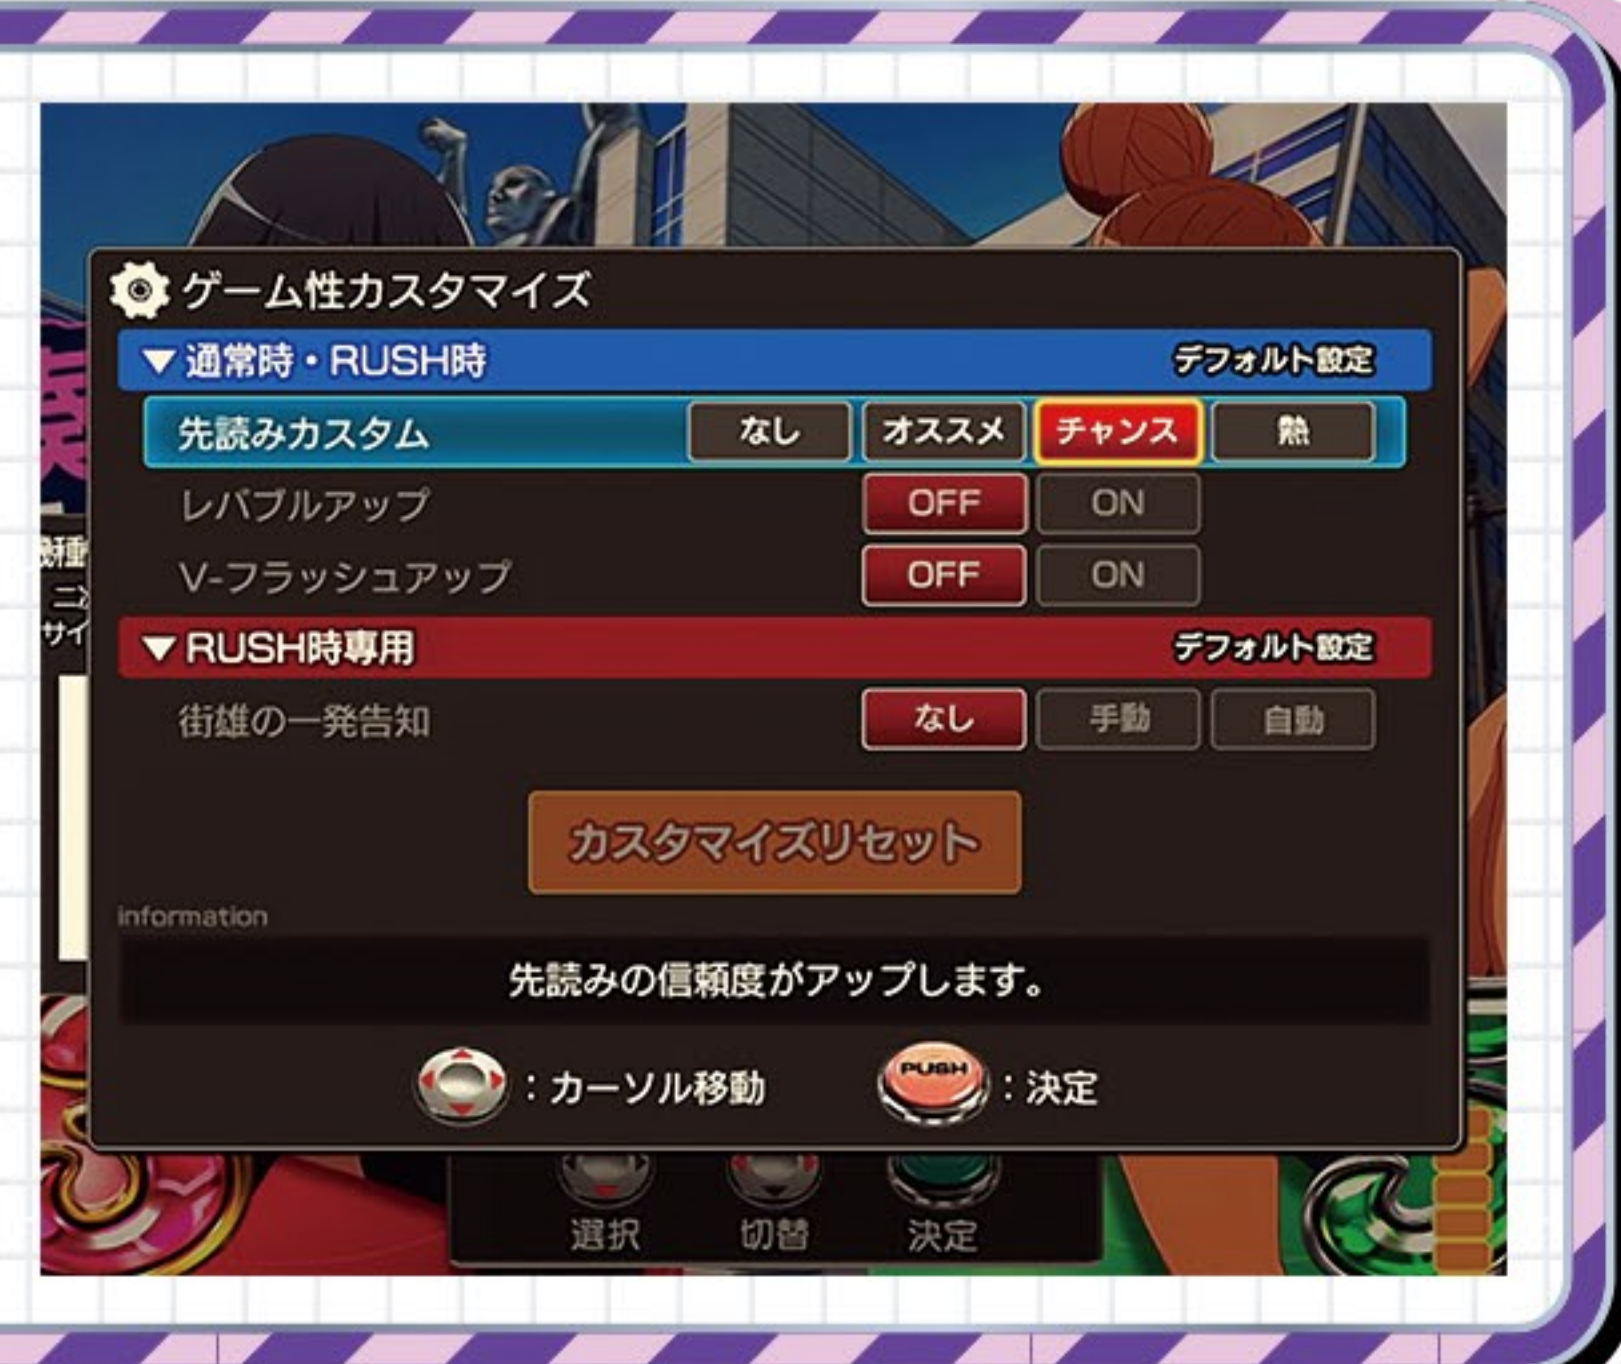 ゲーム性カスタマイズ
▼通常時・RUSH時 デフォルト設定
先読みカスタム なし オススメ チャンス 熱
レバブルアップ OFF ON
V-フラッシュアップ OFF ON
▼RUSH時専用 デフォルト設定
街雄の一発告知 なし 手動 自動
カスタマイズリセット
information
先読みの信頼度がアップします。
：カーソル移動 PUSH ：決定
選択 切替 決定
サイ